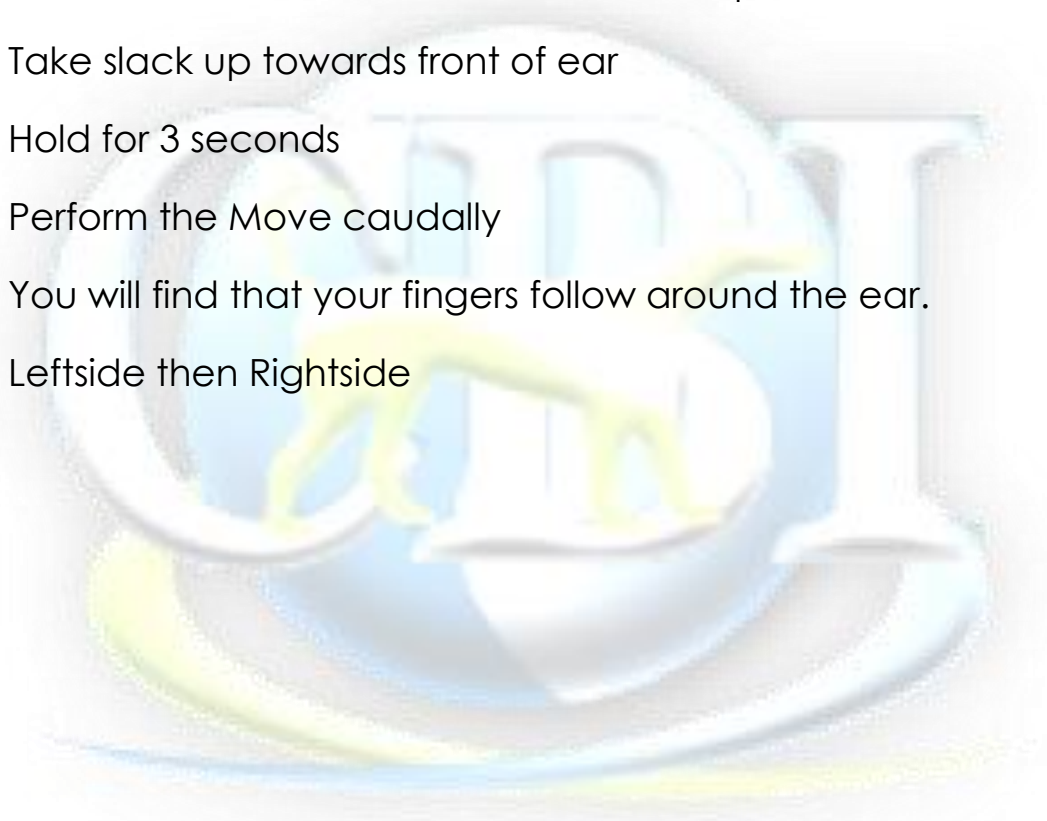 Take slack up towards front of ear
Hold for 3 seconds
Perform the Move caudally
You will find that your fingers follow around the ear.
Leftside then Rightside
CBI